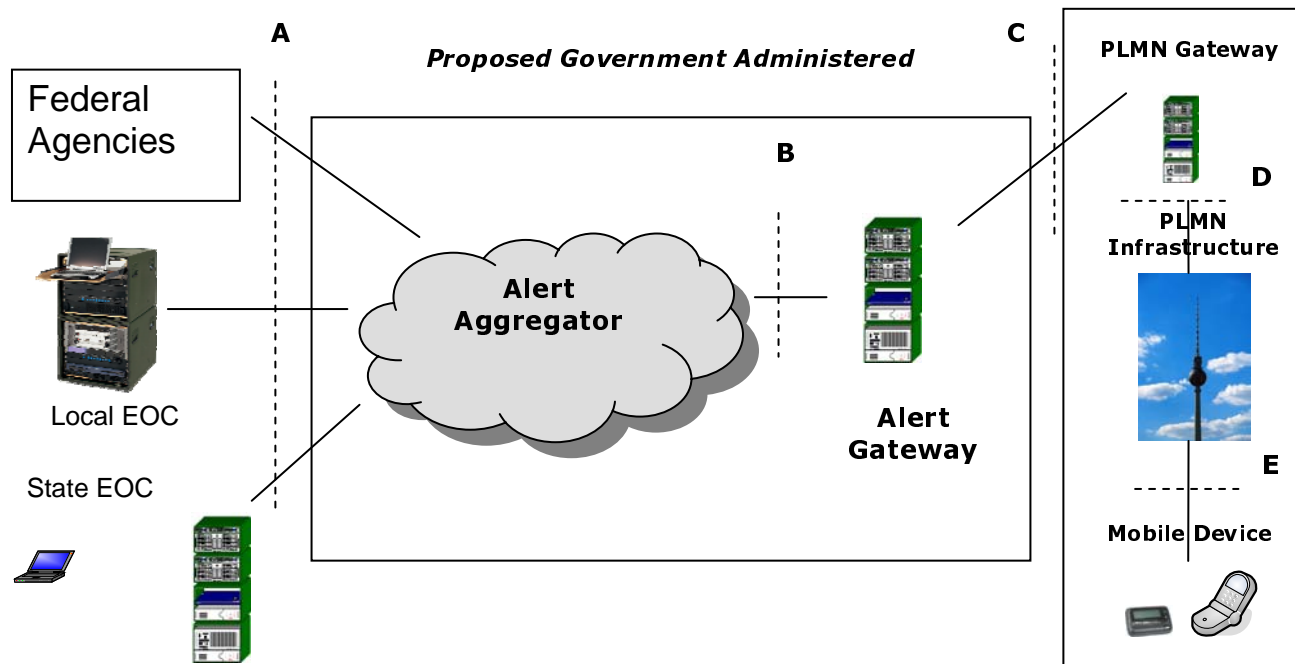 A
Proposed Government Administered
C
PLMN Gateway
Federal
Agencies
B
D
PLMN
Infrastructure
Alert
Aggregator
Local EOC
Alert
Gateway
E
State EOC
Mobile Device